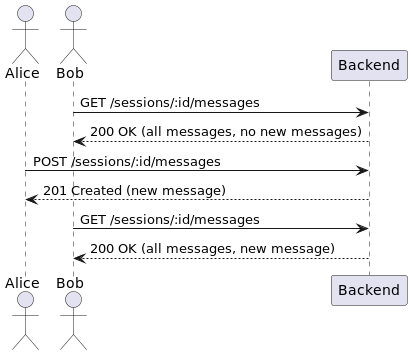 Alice Bob Backend
GET /sessions/:id/messages
200 OK (all messages, no new messages)
POST /sessions/:id/messages
201 Created (new message)
GET /sessions/:id/messages
200 OK (all messages, new message)
Alice Bob Backend